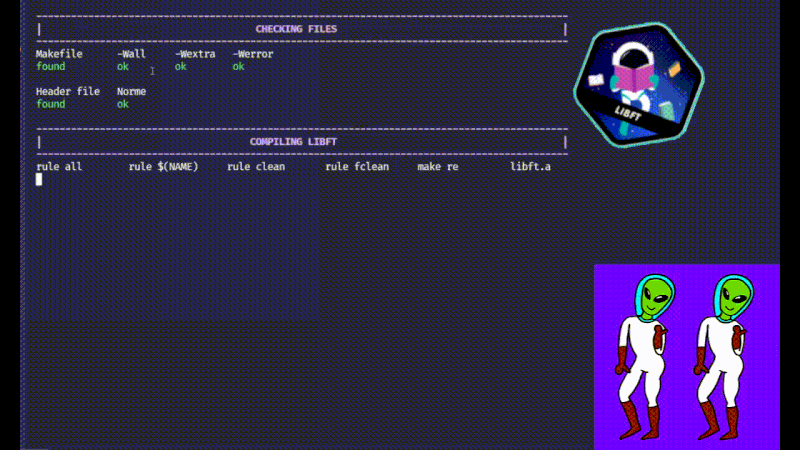 CHECKING FILES
Makefile -Wall -Wextra -Werror
found ok ok ok
Header file Norme
found ok
COMPILING LIBFT
rule all rule $(NAME) rule clean rule fclean make re libft.a
LIBFT